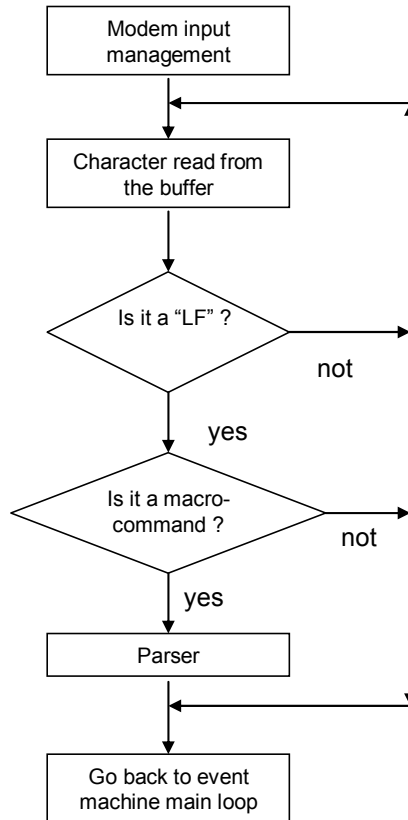 Modem input
management
Character read from
the buffer
Is it a “LF” ?
not
yes
Is it a macro-
command ?
not
yes
Parser
Go back to event
machine main loop